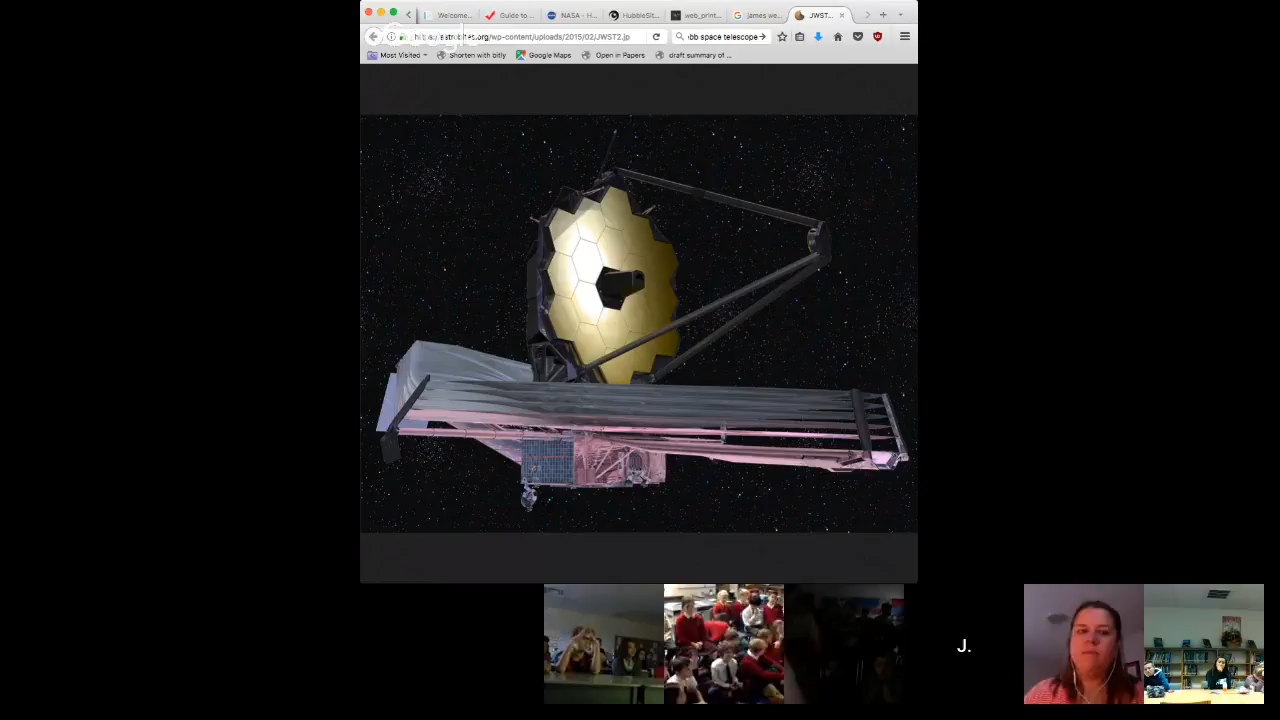 Welcome...
Guide to ...
NASA - H...
HubbleSit...
web_print...
james we...
JWST...
/wp-content/uploads/2015/02/JWST2.jp
space telescope
Most Visited
Shorten with bitly
Google Maps
Open in Papers
draft summary of ...
J.